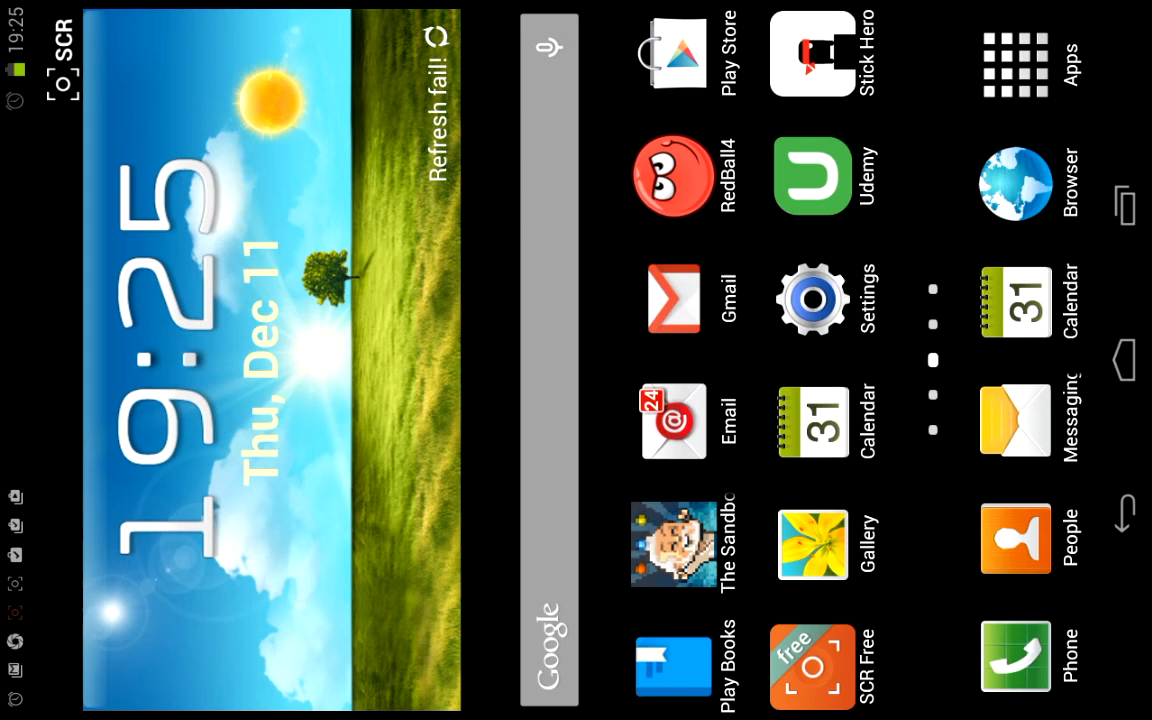 19:25
SCR
19:25
Thu, Dec 11
Refresh fail!
Google
Play Books
The Sandbo
24
Email
Gmail
RedBall4
Play Store
free
SCR Free
Gallery
31
Calendar
Settings
Udemy
Stick Hero
Phone
People
Messaging
31
Calendar
Browser
Apps